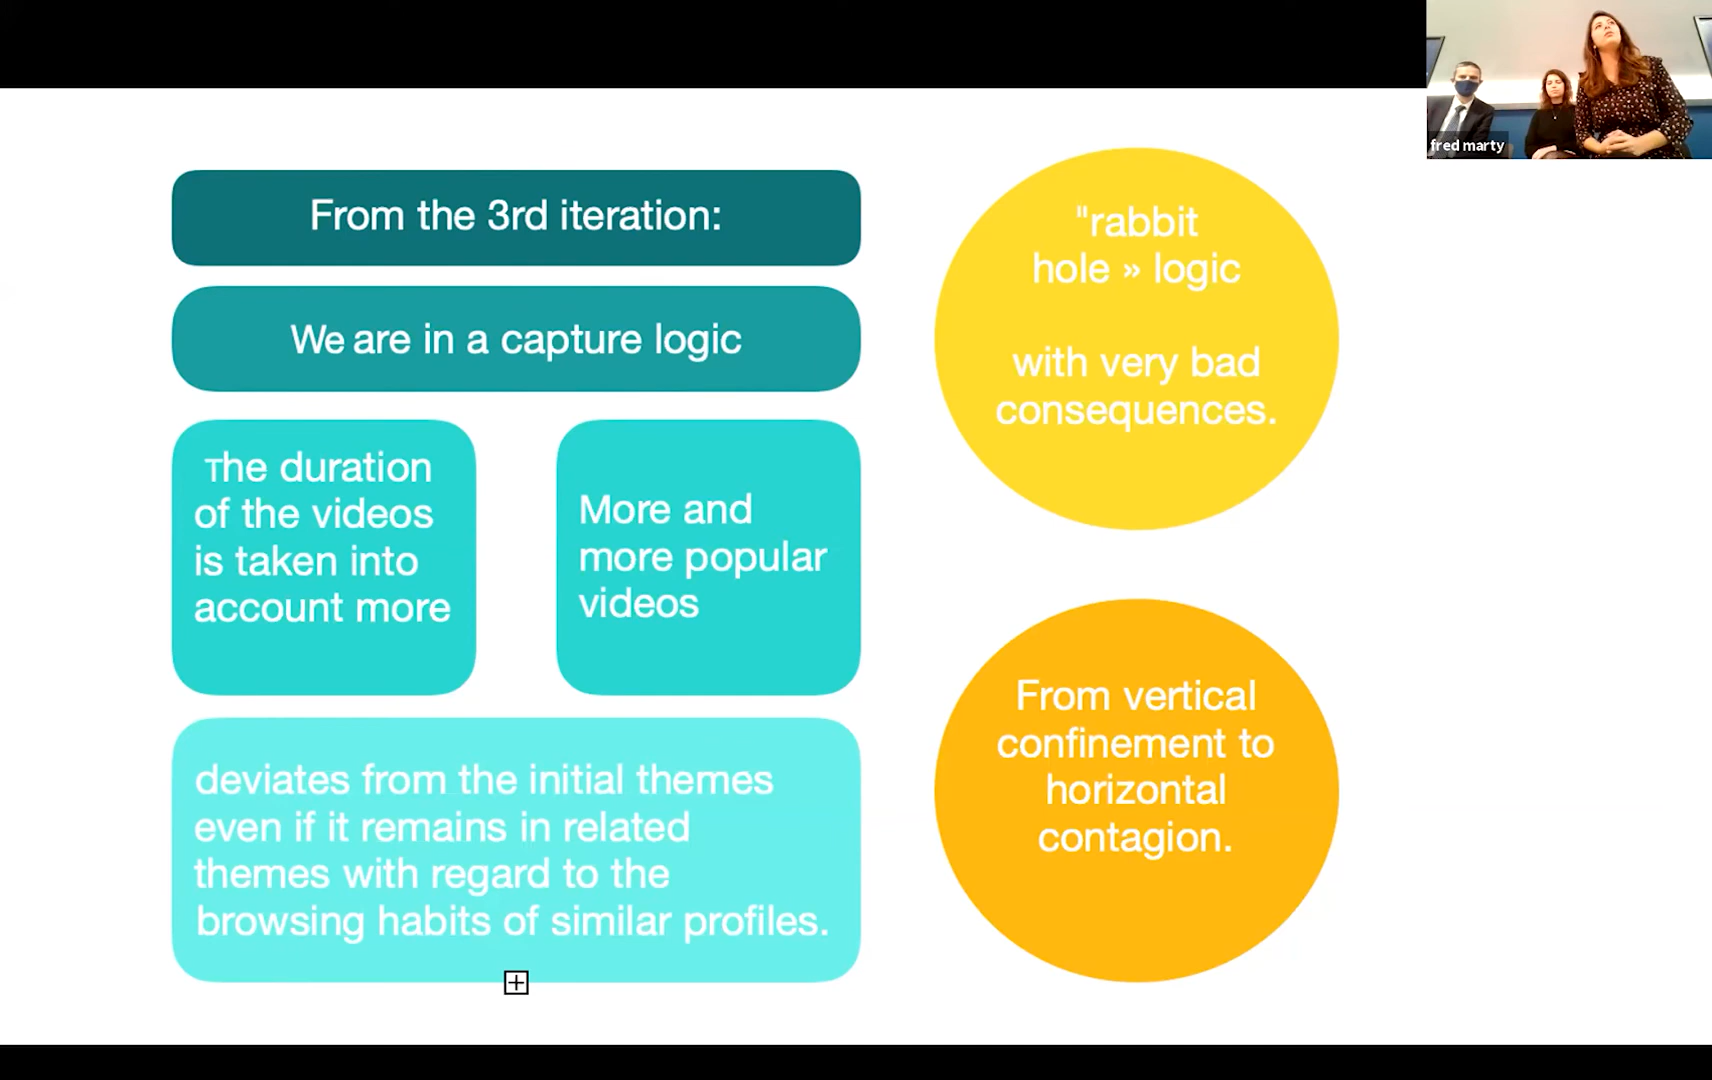 From the 3rd iteration:
We are in a capture logic
The duration
of the videos
is taken into
account more
More and
more popular
videos
deviates from the initial themes
even if it remains in related
themes with regard to the
browsing habits of similar profiles.
"rabbit
hole » logic
with very bad
consequences.
From vertical
confinement to
horizontal
contagion.
fred marty